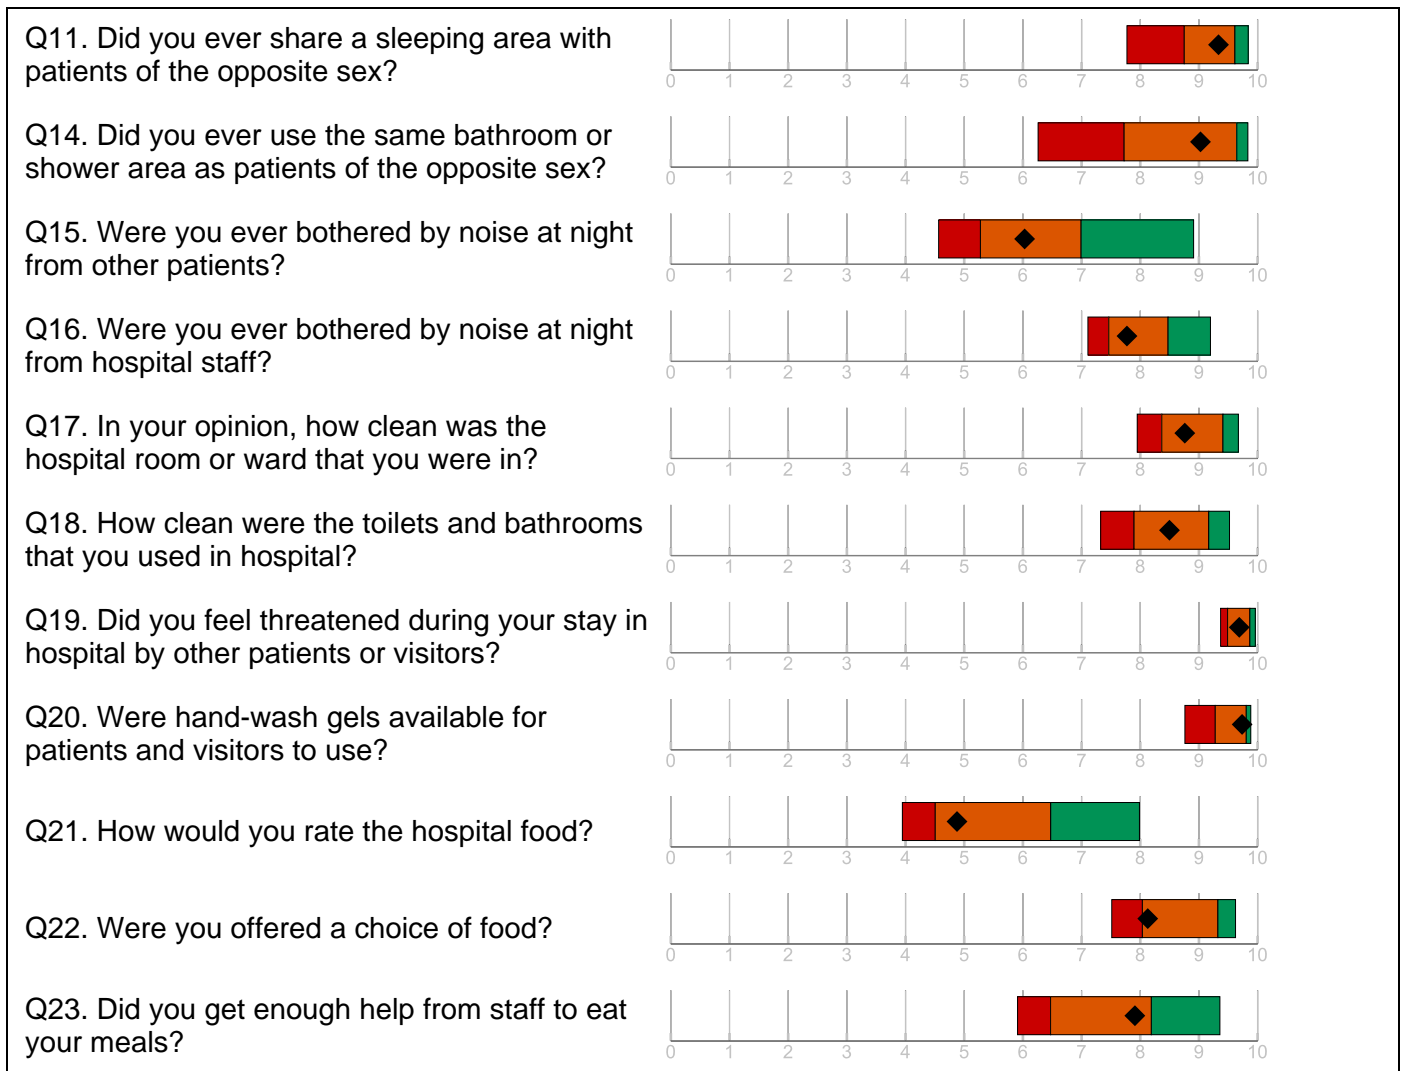 Q11. Did you ever share a sleeping area with
patients of the opposite sex?
0 1 2 3 4 5 6 7 8 9 10
Q14. Did you ever use the same bathroom or
shower area as patients of the opposite sex?
0 1 2 3 4 5 6 7 8 9 10
Q15. Were you ever bothered by noise at night
from other patients?
0 1 2 3 4 5 6 7 8 9 10
Q16. Were you ever bothered by noise at night
from hospital staff?
0 1 2 3 4 5 6 7 8 9 10
Q17. In your opinion, how clean was the
hospital room or ward that you were in?
0 1 2 3 4 5 6 7 8 9 10
Q18. How clean were the toilets and bathrooms
that you used in hospital?
0 1 2 3 4 5 6 7 8 9 10
Q19. Did you feel threatened during your stay in
hospital by other patients or visitors?
0 1 2 3 4 5 6 7 8 9 10
Q20. Were hand-wash gels available for
patients and visitors to use?
0 1 2 3 4 5 6 7 8 9 10
Q21. How would you rate the hospital food?
0 1 2 3 4 5 6 7 8 9 10
Q22. Were you offered a choice of food?
0 1 2 3 4 5 6 7 8 9 10
Q23. Did you get enough help from staff to eat
your meals?
0 1 2 3 4 5 6 7 8 9 10